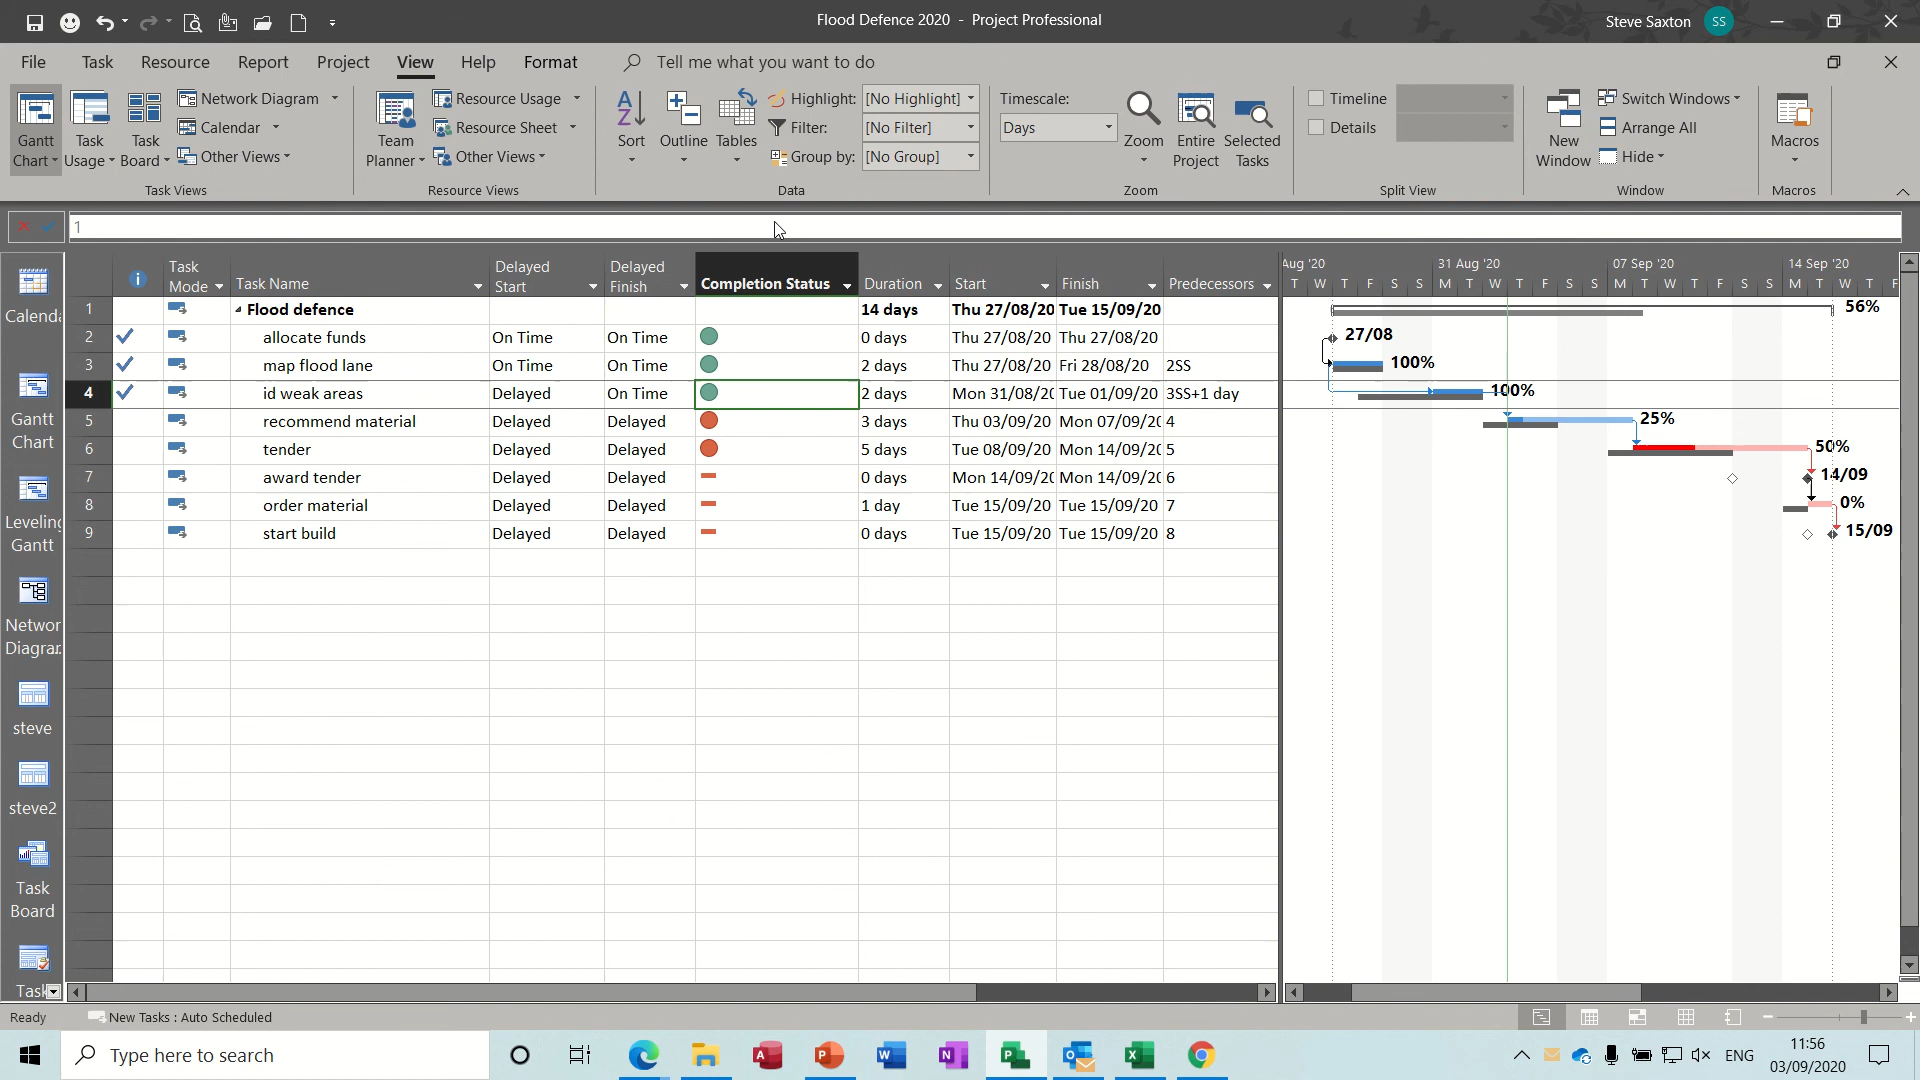 Flood Defence 2020 - Project Professional
Steve Saxton SS
File Task Resource Report Project View Help Format Tell me what you want to do
Gantt Chart
Task Usage
Task Board
Network Diagram
Calendar
Other Views
Task Views
Team Planner
Resource Usage
Resource Sheet
Other Views
Resource Views
Sort
Outline
Tables
Highlight: [No Highlight]
Filter: [No Filter]
Group by: [No Group]
Data
Timescale:
Days
Zoom
Entire Project
Selected Tasks
Zoom
Timeline
Details
Split View
New Window
Switch Windows
Arrange All
Hide
Window
Macros
Macros
1
Calenda
Gantt Chart
Leveling Gantt
Networ Diagra
steve
steve2
Task Board
Task
Task Mode Task Name Delayed Start Delayed Finish Completion Status Duration Start Finish Predecessors
1 Flood defence 14 days Thu 27/08/20 Tue 15/09/20
2 allocate funds On Time On Time 0 days Thu 27/08/20 Thu 27/08/20
3 map flood lane On Time On Time 2 days Thu 27/08/20 Fri 28/08/20 2SS
4 id weak areas Delayed On Time 2 days Mon 31/08/20 Tue 01/09/20 3SS+1 day
5 recommend material Delayed Delayed 3 days Thu 03/09/20 Mon 07/09/20 4
6 tender Delayed Delayed 5 days Tue 08/09/20 Mon 14/09/20 5
7 award tender Delayed Delayed 0 days Mon 14/09/20 Mon 14/09/20 6
8 order material Delayed Delayed 1 day Tue 15/09/20 Tue 15/09/20 7
9 start build Delayed Delayed 0 days Tue 15/09/20 Tue 15/09/20 8
Aug '20 31 Aug '20 07 Sep '20 14 Sep '20
T W T F S S M T W T F S S M T W T F S S M T W T F
56%
27/08
100%
100%
25%
50%
14/09
0%
15/09
Ready New Tasks : Auto Scheduled
Type here to search
ENG
11:56
03/09/2020